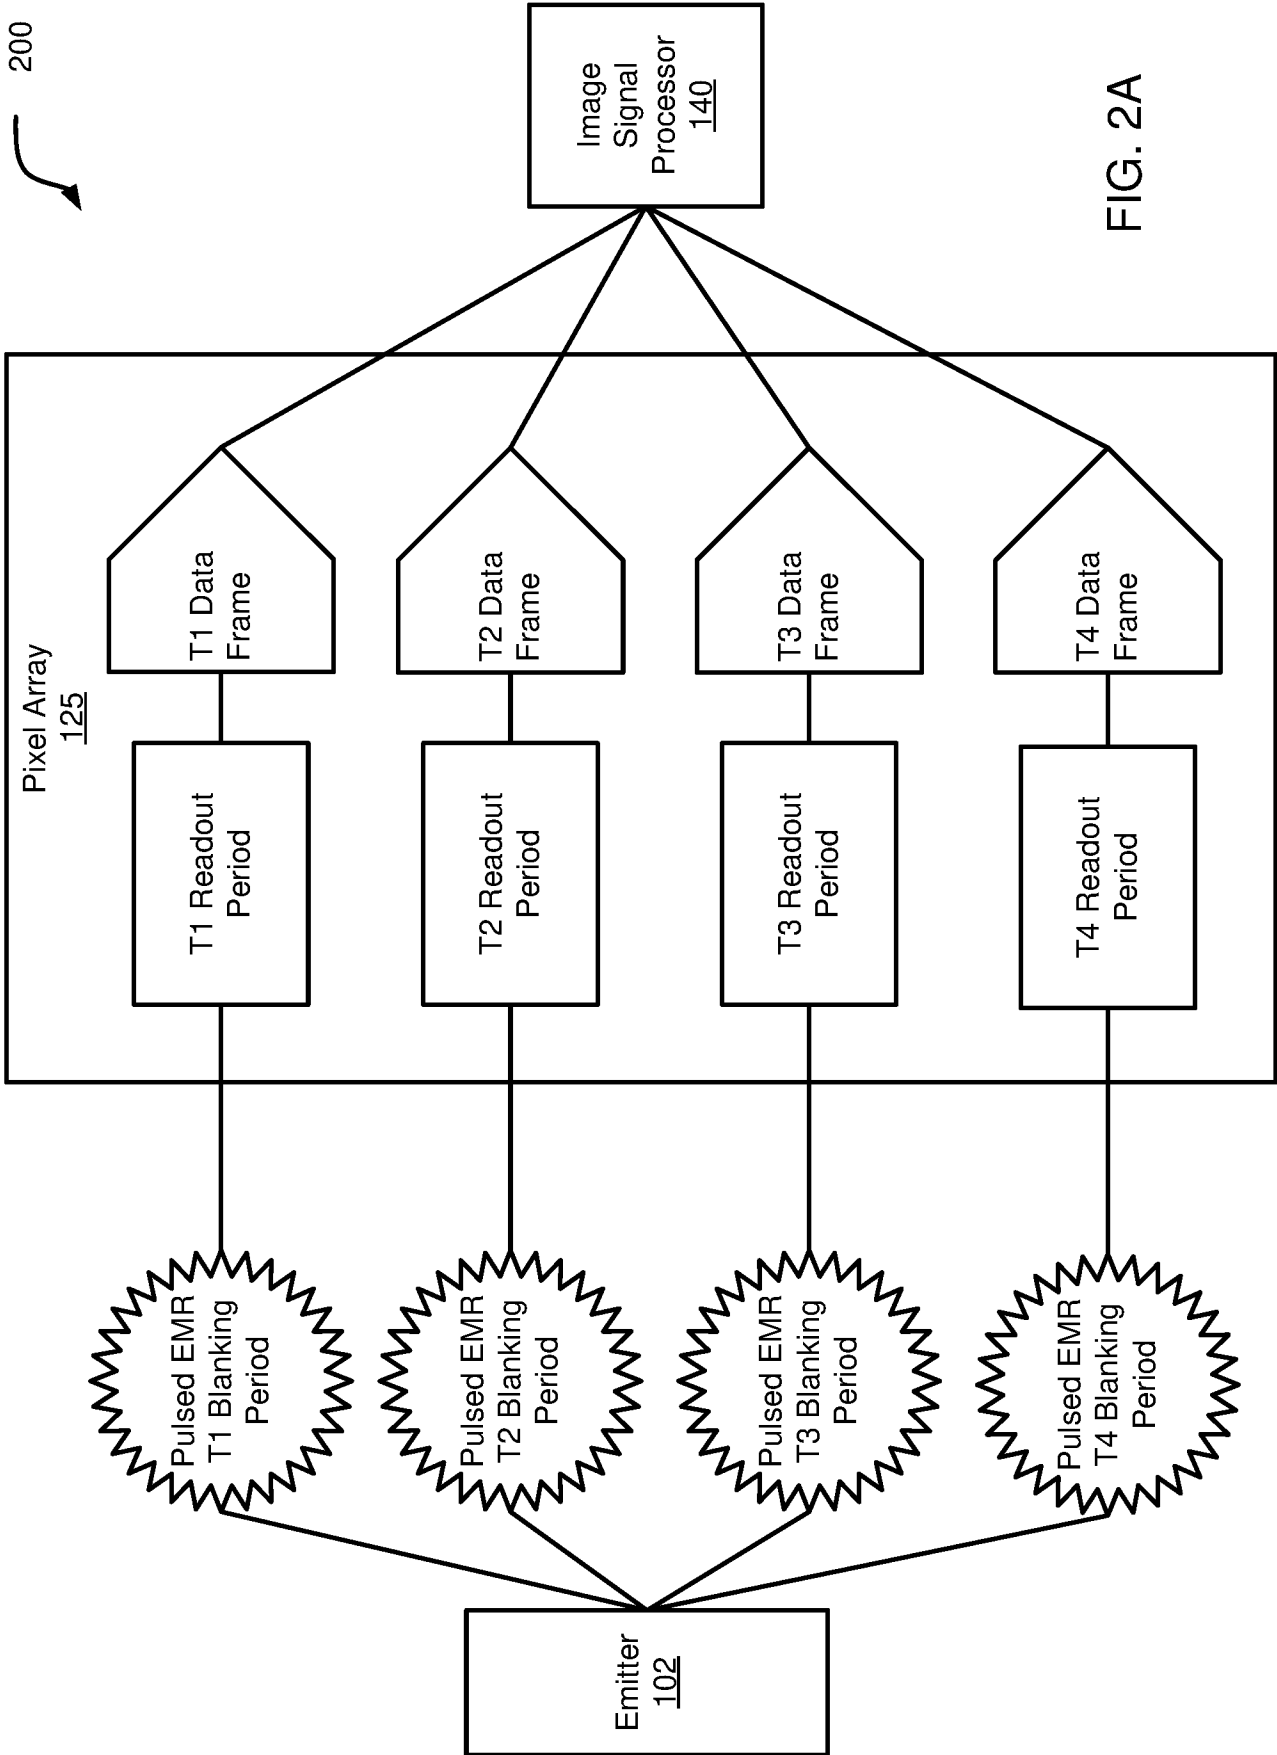 200
Pixel Array
125
Emitter
102
Pulsed EMR
T1 Blanking
Period
T1 Readout
Period
T1 Data
Frame
Pulsed EMR
T2 Blanking
Period
T2 Readout
Period
T2 Data
Frame
Pulsed EMR
T3 Blanking
Period
T3 Readout
Period
T3 Data
Frame
Pulsed EMR
T4 Blanking
Period
T4 Readout
Period
T4 Data
Frame
Image
Signal
Processor
140
FIG. 2A